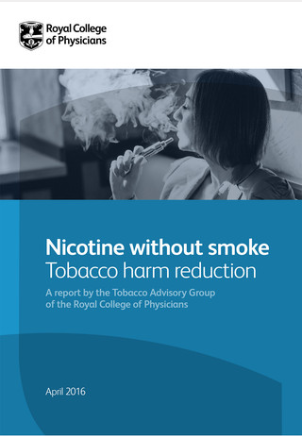 Royal College
of Physicians
Nicotine without smoke
Tobacco harm reduction
A report by the Tobacco Advisory Group
of the Royal College of Physicians
April 2016